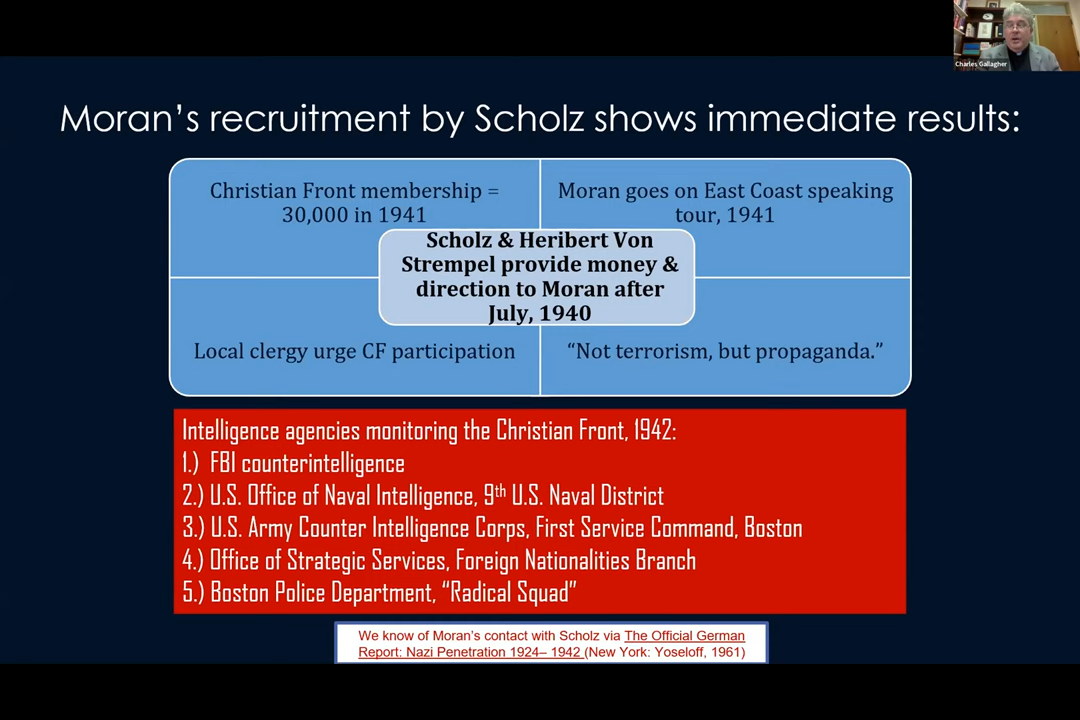 Charles Gallagher
Moran's recruitment by Scholz shows immediate results:
Christian Front membership =
30,000 in 1941
Moran goes on East Coast speaking
tour, 1941
Scholz & Heribert Von
Strempel provide money &
direction to Moran after
July, 1940
Local clergy urge CF participation
“Not terrorism, but propaganda.”
Intelligence agencies monitoring the Christian Front, 1942:
1.) FBI counterintelligence
2.) U.S. Office of Naval Intelligence, 9th U.S. Naval District
3.) U.S. Army Counter Intelligence Corps, First Service Command, Boston
4.) Office of Strategic Services, Foreign Nationalities Branch
5.) Boston Police Department, “Radical Squad”
We know of Moran's contact with Scholz via The Official German
Report: Nazi Penetration 1924– 1942 (New York: Yoseloff, 1961)